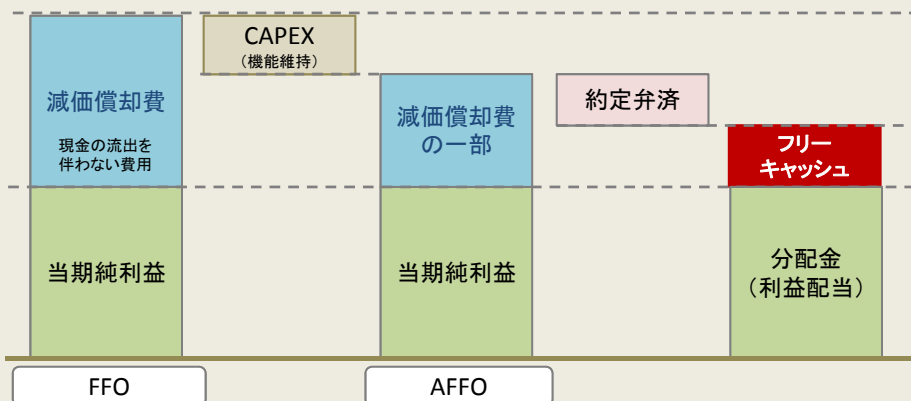 減価償却費
現金の流出を
伴わない費用
当期純利益
FFO
CAPEX
（機能維持）
減価償却費
の一部
当期純利益
AFFO
約定弁済
フリー
キャッシュ
分配金
（利益配当）